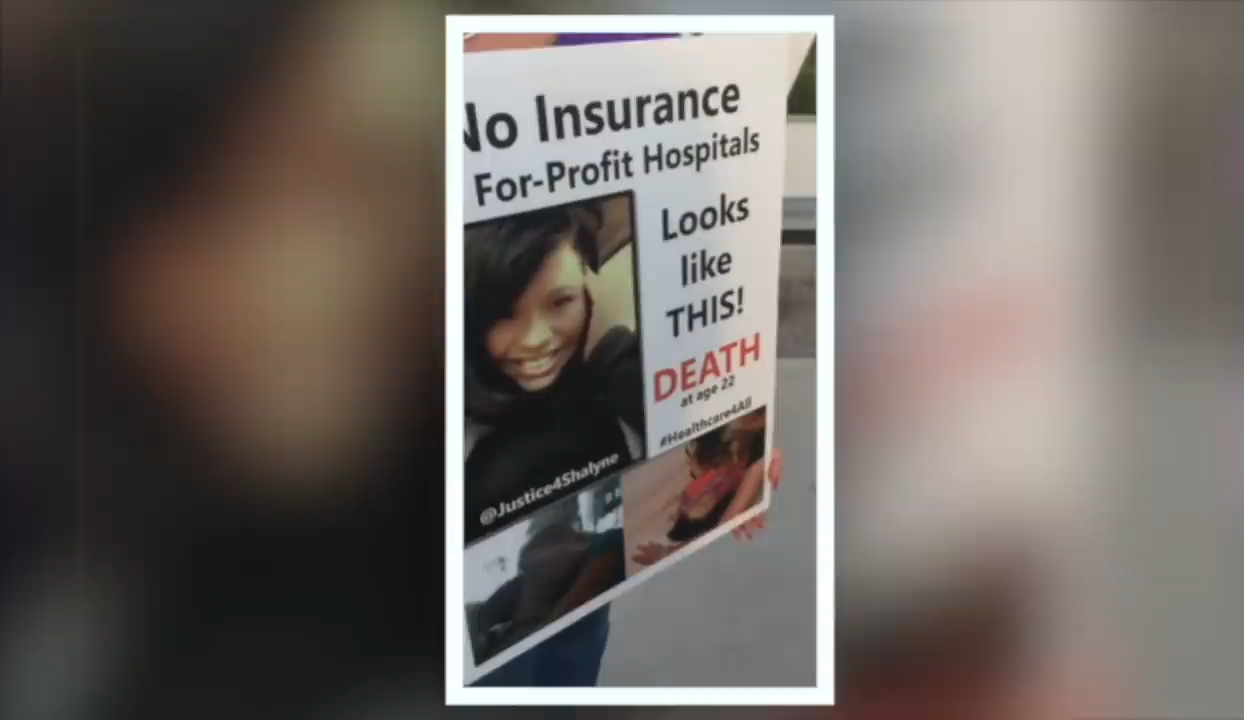 No Insurance
For-Profit Hospitals
Looks
like
THIS!
DEATH
at age 22
#Healthcare4All
@Justice4Shalyne